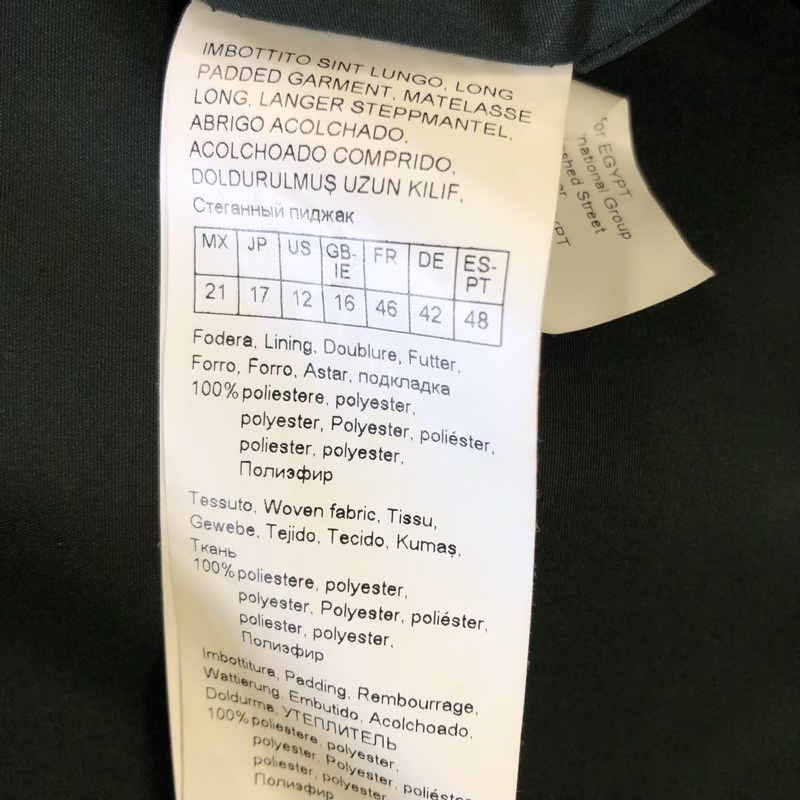 IMBOTTITO SINT LUNGO, LONG
PADDED GARMENT, MATELASSE
LONG, LANGER STEPPMANTEL,
ABRIGO ACOLCHADO,
ACOLCHOADO COMPRIDO,
DOLDURULMUŞ UZUN KILIF,
Стеганный пиджак
MX JP US GB-IE FR DE ES-PT
21 17 12 16 46 42 48
Fodera, Lining, Doublure, Futter,
Forro, Forro, Astar, подкладка
100% poliestere, polyester,
polyester, Polyester, poliéster,
poliester, polyester,
Полиэфир
Tessuto, Woven fabric, Tissu,
Gewebe, Tejido, Tecido, Kumaş,
Ткань
100% poliestere, polyester,
polyester, Polyester, poliéster,
poliester, polyester,
Полиэфир
Imbottiture, Padding, Rembourrage,
Wattierung, Embutido, Acolchoado,
Doldurma, УТЕПЛИТЕЛЬ
100% poliestere, polyester,
polyester, Polyester, poliéster,
poliester, polyester,
Полиэфир
for EGYPT
national Group
Street